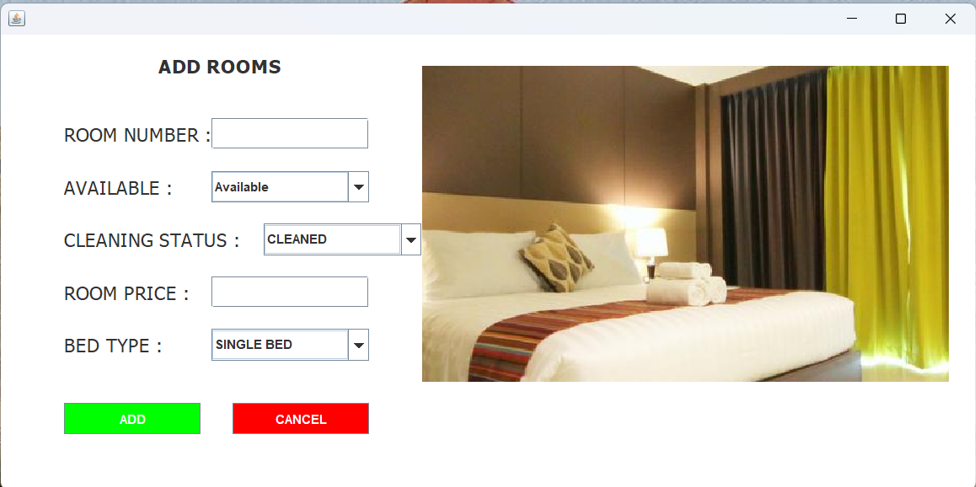 ADD ROOMS
ROOM NUMBER :
AVAILABLE : Available
CLEANING STATUS : CLEANED
ROOM PRICE :
BED TYPE : SINGLE BED
ADD CANCEL